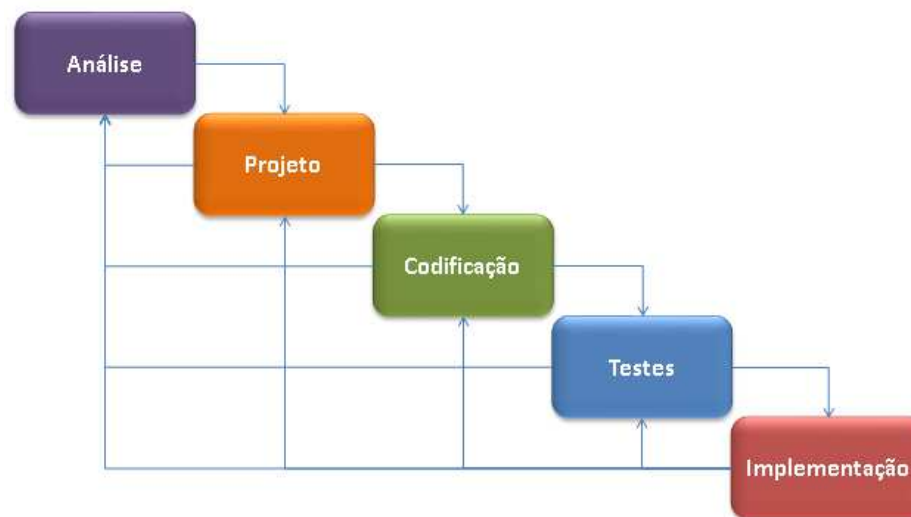 Análise
Projeto
Codificação
Testes
Implementação